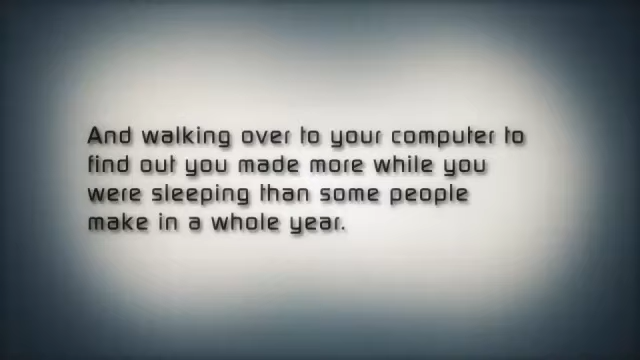 And walking over to your computer to
find out you made more while you
were sleeping than some people
make in a whole year.